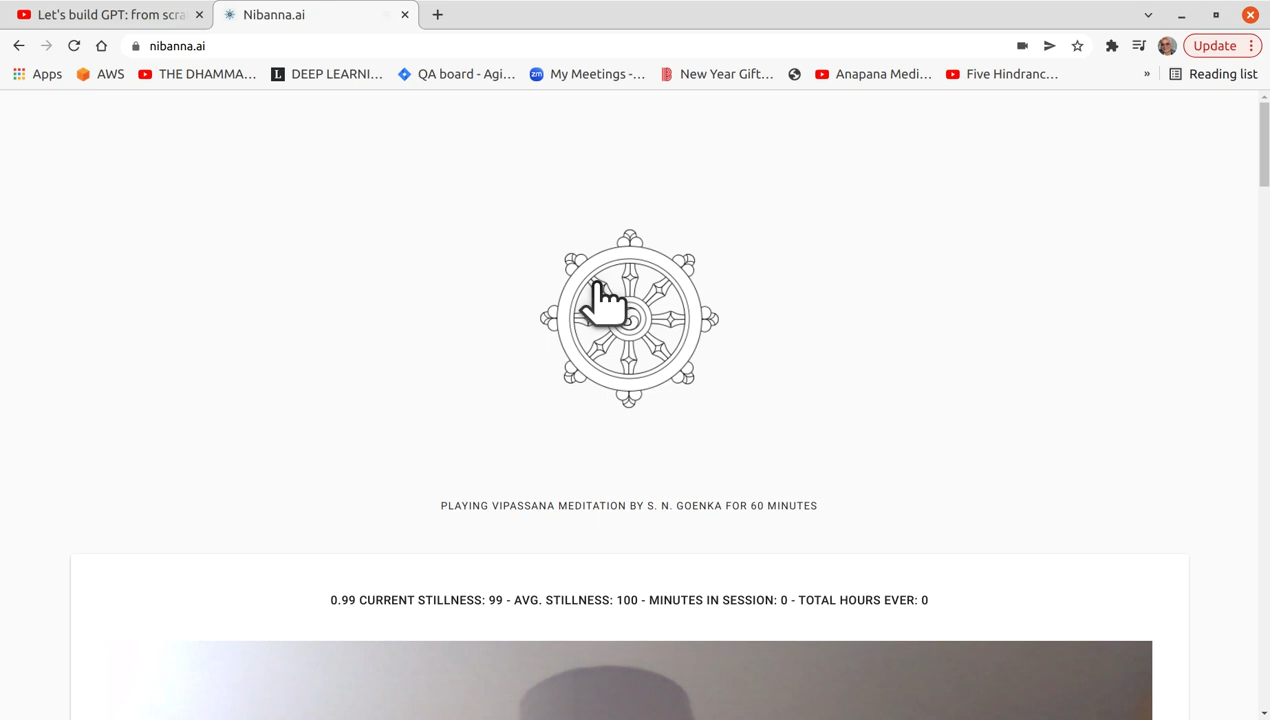 Let's build GPT: from scra
Nibanna.ai
nibanna.ai
Update
Apps
AWS
THE DHAMMA…
DEEP LEARNI…
QA board - Agi…
My Meetings -…
New Year Gift…
Anapana Medi…
Five Hindranc…
»
Reading list
PLAYING VIPASSANA MEDITATION BY S. N. GOENKA FOR 60 MINUTES
0.99 CURRENT STILLNESS: 99 - AVG. STILLNESS: 100 - MINUTES IN SESSION: 0 - TOTAL HOURS EVER: 0